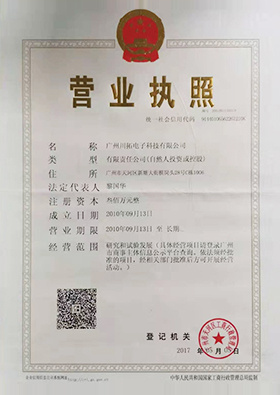 营业执照
统一社会信用代码
名 称 广州川拓电子科技有限公司
类 型 有限责任公司(自然人投资或控股)
住 所
法定代表人 黎国华
注册资本 叁佰万元整
成立日期 2010年09月13日
营业期限 2010年09月13日 至 长期
经营范围 研究和试验发展(具体经营项目请登录广州
市商事主体信息公示平台查询。依法须经批
准的项目,经相关部门批准后方可开展经营
活动。)
登记机关
2017 年
中华人民共和国国家工商行政管理总局监制